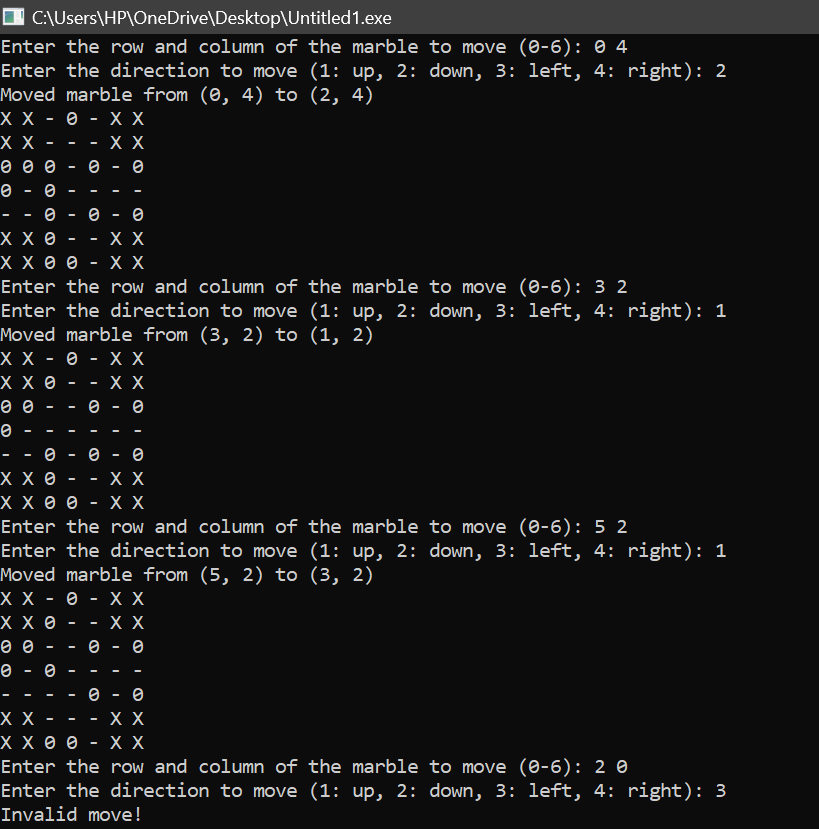 C:\Users\HP\OneDrive\Desktop\Untitled1.exe
Enter the row and column of the marble to move (0-6): 0 4
Enter the direction to move (1: up, 2: down, 3: left, 4: right): 2
Moved marble from (0, 4) to (2, 4)
X X - 0 - X X
X X - - - X X
0 0 0 - 0 - 0
0 - 0 - - - -
- - 0 - 0 - 0
X X 0 - - X X
X X 0 0 - X X
Enter the row and column of the marble to move (0-6): 3 2
Enter the direction to move (1: up, 2: down, 3: left, 4: right): 1
Moved marble from (3, 2) to (1, 2)
X X - 0 - X X
X X 0 - - X X
0 0 - - 0 - 0
0 - - - - - -
- - 0 - 0 - 0
X X 0 - - X X
X X 0 0 - X X
Enter the row and column of the marble to move (0-6): 5 2
Enter the direction to move (1: up, 2: down, 3: left, 4: right): 1
Moved marble from (5, 2) to (3, 2)
X X - 0 - X X
X X 0 - - X X
0 0 - - 0 - 0
0 - 0 - - - -
- - - - 0 - 0
X X - - - X X
X X 0 0 - X X
Enter the row and column of the marble to move (0-6): 2 0
Enter the direction to move (1: up, 2: down, 3: left, 4: right): 3
Invalid move!